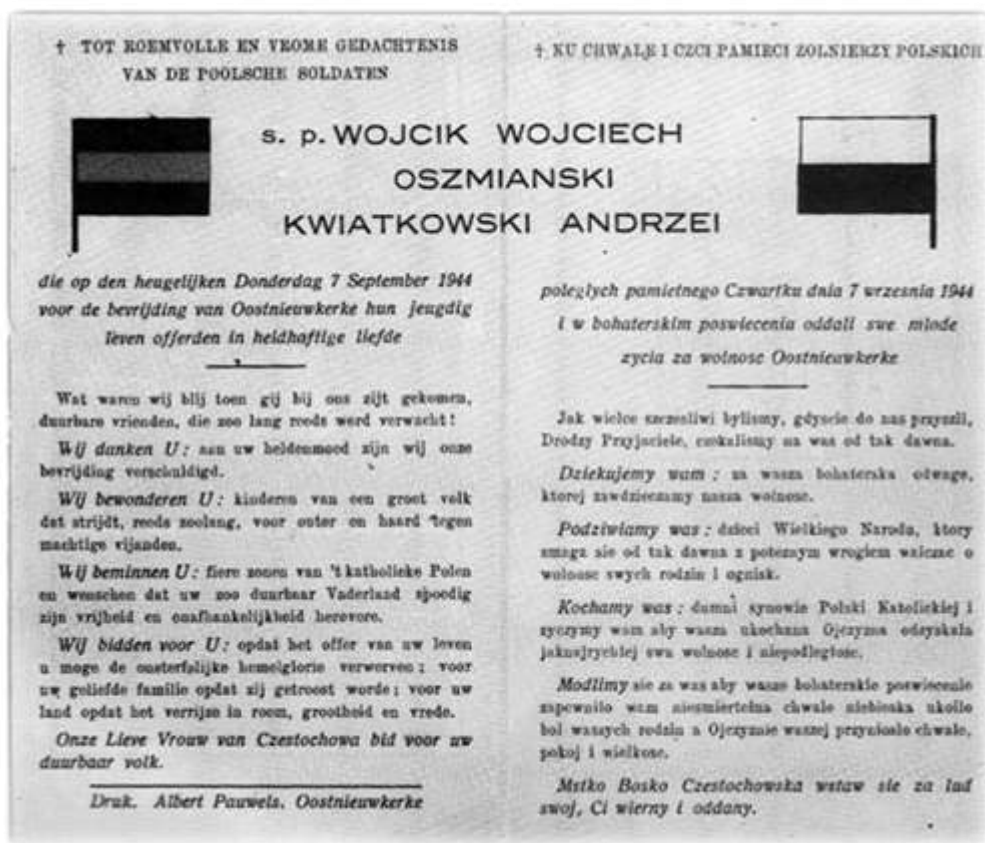 † TOT ROEMVOLLE EN VROME GEDACHTENIS
VAN DE POOLSCHE SOLDATEN
† KU CHWALE I CZCI PAMIECI ZOLNIERZY POLSKICH
s. p. WOJCIK WOJCIECH
OSZMIANSKI
KWIATKOWSKI ANDRZEI
die op den heugelijken Donderdag 7 September 1944
voor de bevrijding van Oostnieuwkerke hun jeugdig
leven offerden in heldhaftige liefde
Wat waren wij blij toen gij bij ons zijt gekomen,
duurbare vrienden, die zoo lang reeds werd verwacht!
Wij danken U: aan uw heldenmoed zijn wij onze
bevrijding verschuldigd.
Wij bewonderen U: kinderen van een groot volk
dat strijdt, reeds zoolang, voor outer en haard tegen
machtige vijanden.
Wij beminnen U: fiere zonen van 't katholieke Polen
en wenschen dat uw zoo duurbaar Vaderland spoedig
zijn vrijheid en onafhankelijkheid herovere.
Wij bidden voor U: opdat het offer van uw leven
u moge de onsterfelijke hemelglorie verwerven; voor
uw geliefde familie opdat zij getroost worde; voor uw
land opdat het verrijze in roem, grootheid en vrede.
Onze Lieve Vrouw van Czestochowa bid voor uw
duurbaar volk.
Druk. Albert Pauwels. Oostnieuwkerke
poleglych pamietnego Czwartku dnia 7 wrzesnia 1944
i w bohaterskim poswieceniu oddali swe mlode
zycia za wolnosc Oostnieuwkerke
Jak wielce szczesliwi bylismy, gdyscie do nas przyszli,
Drodzy Przyjaciele, czekalismy na was od tak dawna.
Dziekujemy wam: za wasza bohaterska odwage,
ktorej zawdzieczamy nasza wolnosc.
Podziwiamy was: dzieci Wielkiego Narodu, ktory
zmaga sie od tak dawna z poteznym wrogiem walczac o
wolnosc swych rodzin i ognisk.
Kochamy was: dumni synowie Polski Katolickiej i
zyczymy wam aby wasza ukochana Ojczyzna odzyskala
jaknajrychlej swa wolnosc i niepodleglosc.
Modlimy sie za was aby wasze bohaterskie poswiecenie
zapewnilo wam niesmiertelna chwale niebieska ukoilo
bol waszych rodzin a Ojczyznie waszej przynioslo chwale,
pokoj i wielkosc.
Mstko Bosko Czestochowska wstaw sie za lud
swoj, Ci wierny i oddany.